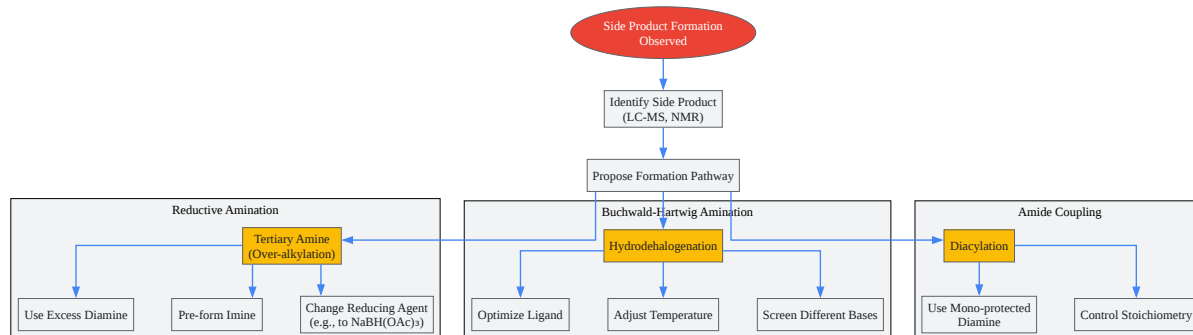 Side Product Formation
Observed
Identify Side Product
(LC-MS, NMR)
Propose Formation Pathway
Reductive Amination
Tertiary Amine
(Over-alkylation)
Use Excess Diamine
Pre-form Imine
Change Reducing Agent
(e.g., to NaBH(OAc)₃)
Buchwald-Hartwig Amination
Hydrodehalogenation
Optimize Ligand
Adjust Temperature
Screen Different Bases
Amide Coupling
Diacylation
Use Mono-protected
Diamine
Control Stoichiometry